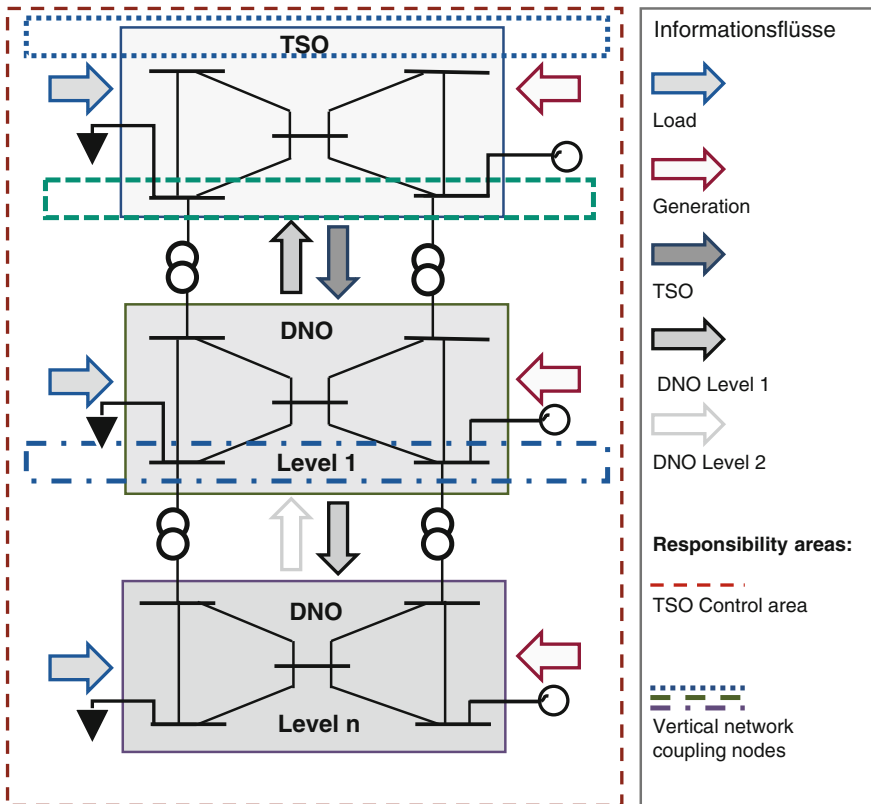 TSO
DNO
Level 1
DNO
Level n
Informationsflüsse
Load
Generation
TSO
DNO Level 1
DNO Level 2
Responsibility areas:
TSO Control area
Vertical network
coupling nodes